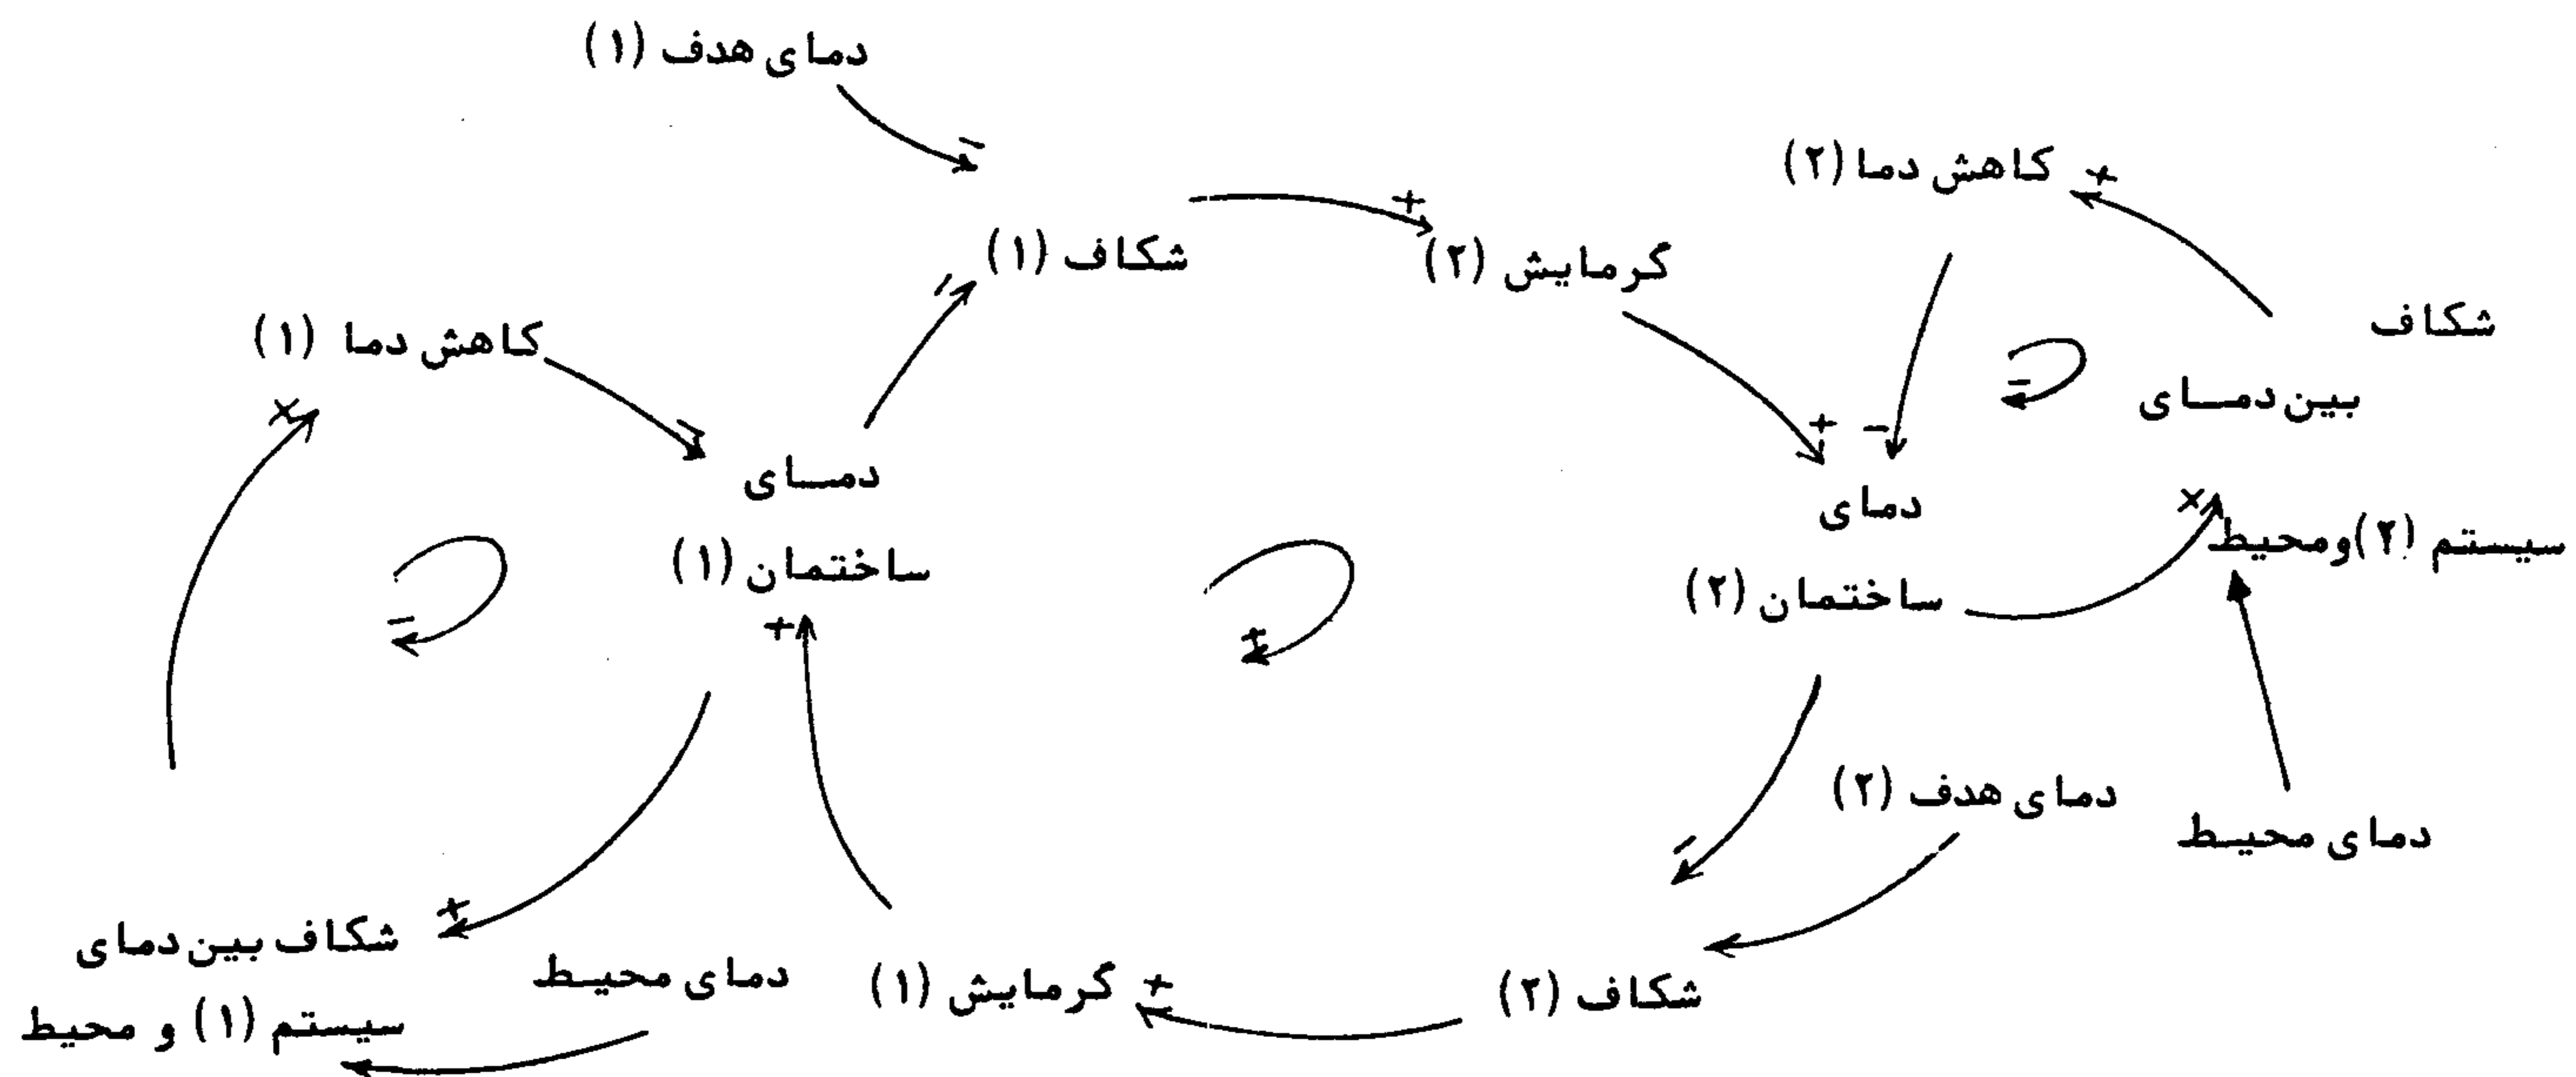 دمای هدف (۱)
کاهش دما (۲)
+
-
+
شکاف (۱)
گرمایش (۲)
شکاف
کاهش دما (۱)
-
بین دمای
+
-
-
+ -
دمای
دمای
+
سیستم (۲) و محیط
ساختمان (۱)
ساختمان (۲)
-
+
+
دمای هدف (۲)
دمای محیط
-
+
شکاف بین دمای
دمای محیط
گرمایش (۱)
+
شکاف (۲)
سیستم (۱) و محیط